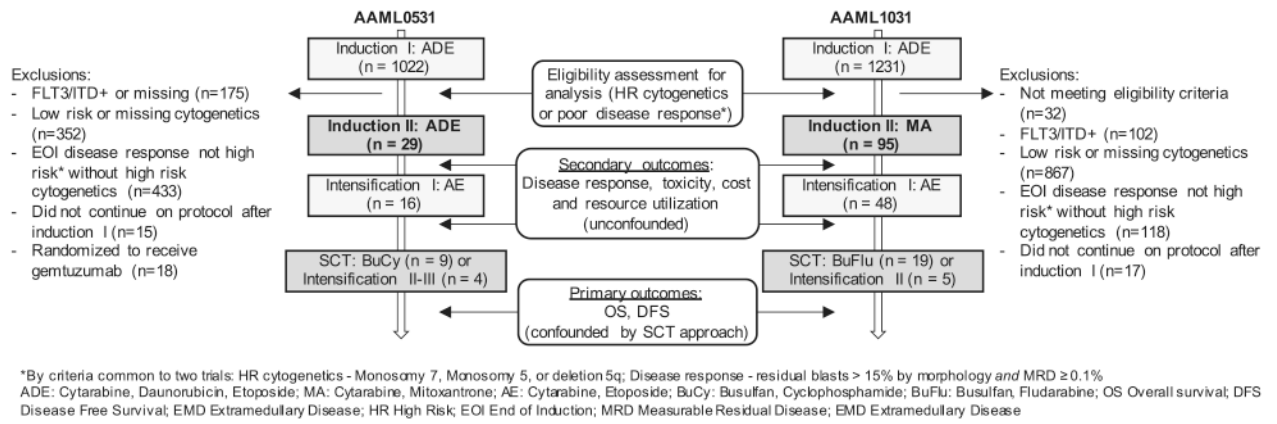 AAML0531
AAML1031
Induction I: ADE
(n = 1022)
Induction I: ADE
(n = 1231)
Exclusions:
- FLT3/ITD+ or missing (n=175)
- Low risk or missing cytogenetics
(n=352)
- EOI disease response not high
risk* without high risk
cytogenetics (n=433)
- Did not continue on protocol after
induction I (n=15)
- Randomized to receive
gemtuzumab (n=18)
Eligibility assessment for
analysis (HR cytogenetics
or poor disease response*)
Exclusions:
- Not meeting eligibility criteria
(n=32)
- FLT3/ITD+ (n=102)
- Low risk or missing cytogenetics
(n=867)
- EOI disease response not high
risk* without high risk
cytogenetics (n=118)
- Did not continue on protocol after
induction I (n=17)
Induction II: ADE
(n = 29)
Induction II: MA
(n = 95)
Secondary outcomes:
Disease response, toxicity, cost
and resource utilization
(unconfounded)
Intensification I: AE
(n = 16)
Intensification I: AE
(n = 48)
SCT: BuCy (n = 9) or
Intensification II-III (n = 4)
SCT: BuFlu (n = 19) or
Intensification II (n = 5)
Primary outcomes:
OS, DFS
(confounded by SCT approach)
*By criteria common to two trials: HR cytogenetics - Monosomy 7, Monosomy 5, or deletion 5q; Disease response - residual blasts > 15% by morphology and MRD ≥ 0.1%
ADE: Cytarabine, Daunorubicin, Etoposide; MA: Cytarabine, Mitoxantrone; AE: Cytarabine, Etoposide; BuCy: Busulfan, Cyclophosphamide; BuFlu: Busulfan, Fludarabine; OS Overall survival; DFS
Disease Free Survival; EMD Extramedullary Disease; HR High Risk; EOI End of Induction; MRD Measurable Residual Disease; EMD Extramedullary Disease